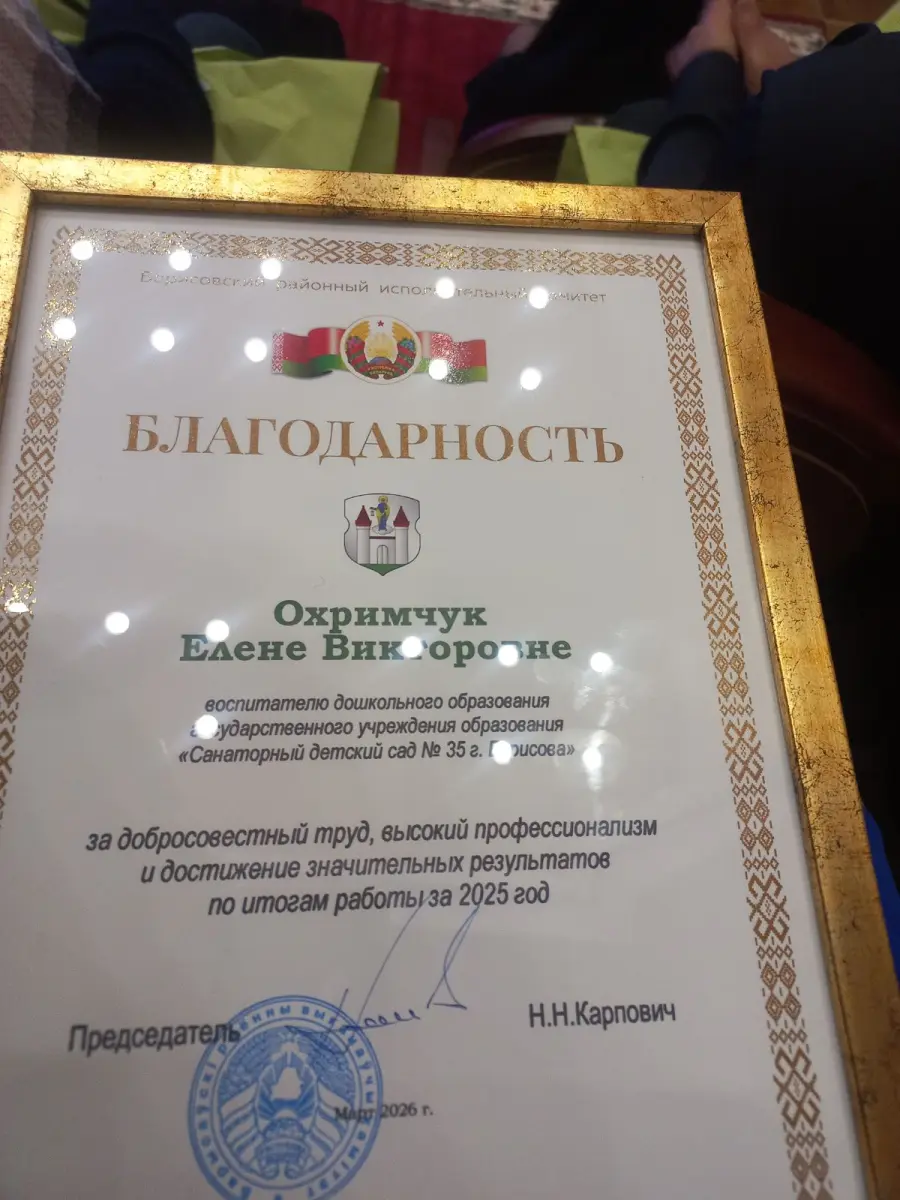 Борисовский районный исполнительный комитет
БЛАГОДАРНОСТЬ
Охримчук
Елене Викторовне
воспитателю дошкольного образования
государственного учреждения образования
«Санаторный детский сад № 35 г. Борисова»
за добросовестный труд, высокий профессионализм
и достижение значительных результатов
по итогам работы за 2025 год
Председатель
Н.Н.Карпович
Март 2026 г.